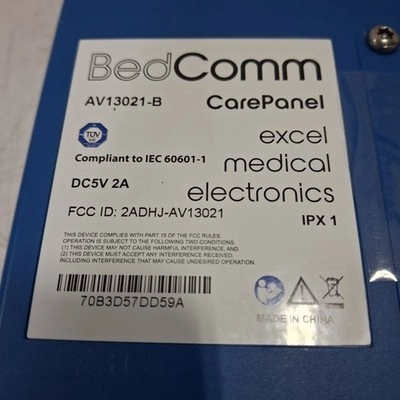 BedComm
AV13021-B
CarePanel
TÜV
excel
medical
electronics
Compliant to IEC 60601-1
DC5V 2A
FCC ID: 2ADHJ-AV13021
IPX 1
THIS DEVICE COMPLIES WITH PART 15 OF THE FCC RULES.
OPERATION IS SUBJECT TO THE FOLLOWING TWO CONDITIONS.
(1) THIS DEVICE MAY NOT CAUSE HARMFUL INTERFERENCE, AND
(2) THIS DEVICE MUST ACCEPT ANY INTERFERENCE RECEIVED,
INCLUDING INTERFERENCE THAT MAY CAUSE UNDESIRED OPERATION.
70B3D57DD59A
MADE IN CHINA